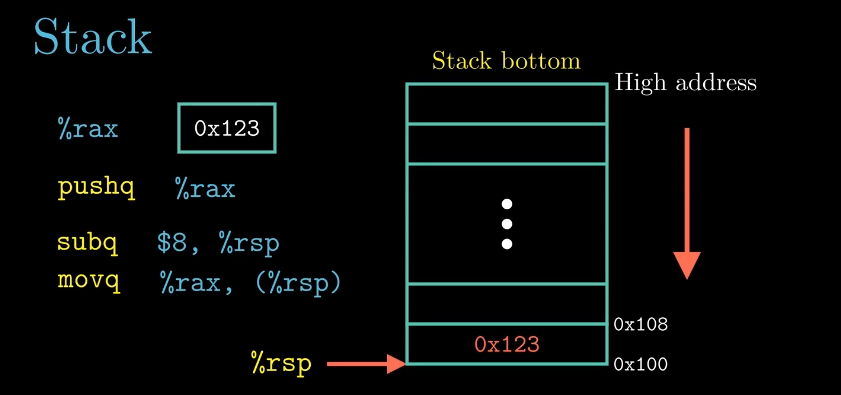 Stack
Stack bottom
High address
%rax 0x123
pushq %rax
subq $8, %rsp
movq %rax, (%rsp)
0x108
0x123
%rsp
0x100